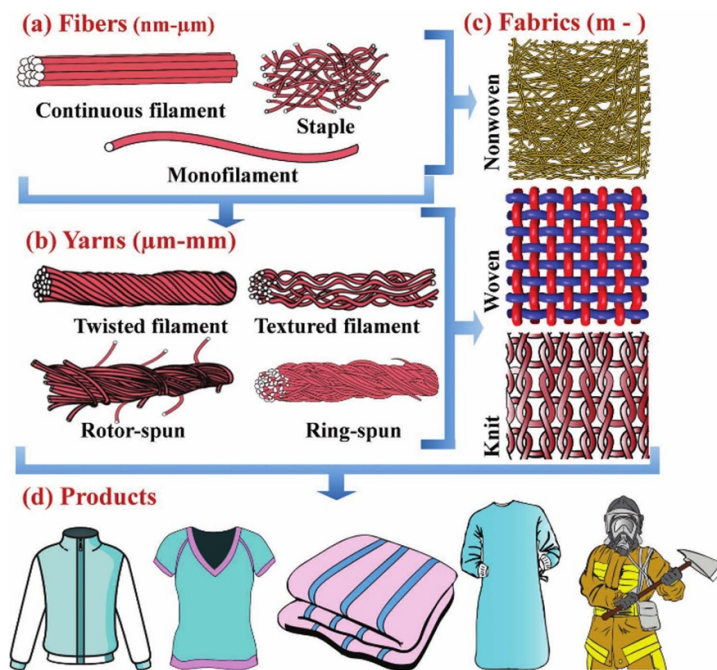 (a) Fibers (nm-μm)
Continuous filament
Staple
Monofilament
(b) Yarns (μm-mm)
Twisted filament
Textured filament
Rotor-spun
Ring-spun
(c) Fabrics (m - )
Nonwoven
Woven
Knit
(d) Products